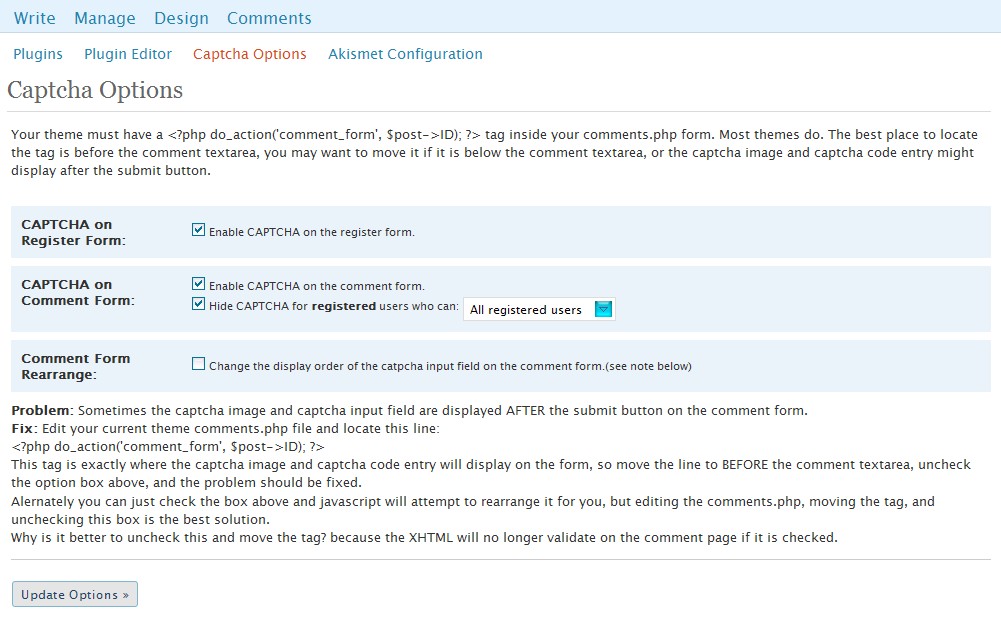 Write Manage Design Comments
Plugins Plugin Editor Captcha Options Akismet Configuration
Captcha Options
Your theme must have a <?php do_action('comment_form', $post->ID); ?> tag inside your comments.php form. Most themes do. The best place to locate
the tag is before the comment textarea, you may want to move it if it is below the comment textarea, or the captcha image and captcha code entry might
display after the submit button.
CAPTCHA on
Register Form:
Enable CAPTCHA on the register form.
CAPTCHA on
Comment Form:
Enable CAPTCHA on the comment form.
Hide CAPTCHA for registered users who can: All registered users
Comment Form
Rearrange:
Change the display order of the catpcha input field on the comment form.(see note below)
Problem: Sometimes the captcha image and captcha input field are displayed AFTER the submit button on the comment form.
Fix: Edit your current theme comments.php file and locate this line:
<?php do_action('comment_form', $post->ID); ?>
This tag is exactly where the captcha image and captcha code entry will display on the form, so move the line to BEFORE the comment textarea, uncheck
the option box above, and the problem should be fixed.
Alernately you can just check the box above and javascript will attempt to rearrange it for you, but editing the comments.php, moving the tag, and
unchecking this box is the best solution.
Why is it better to uncheck this and move the tag? because the XHTML will no longer validate on the comment page if it is checked.
Update Options »